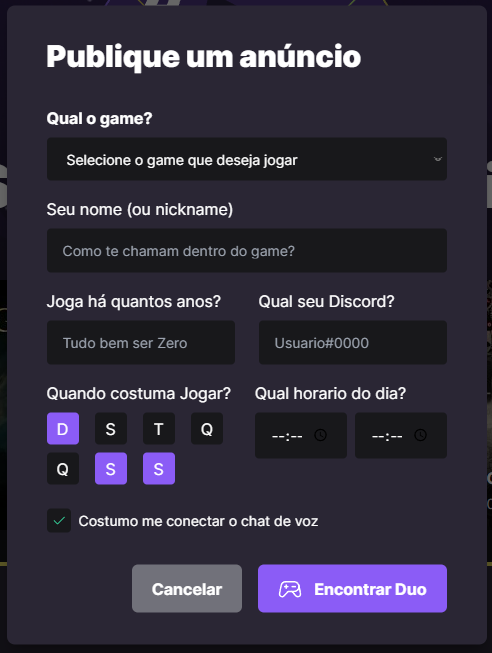 Publique um anúncio
Qual o game?
Selecione o game que deseja jogar
Seu nome (ou nickname)
Como te chamam dentro do game?
Joga há quantos anos? Qual seu Discord?
Tudo bem ser Zero Usuario#0000
Quando costuma Jogar? Qual horario do dia?
D S T Q --:-- --:--
Q S S
Costumo me conectar o chat de voz
Cancelar Encontrar Duo